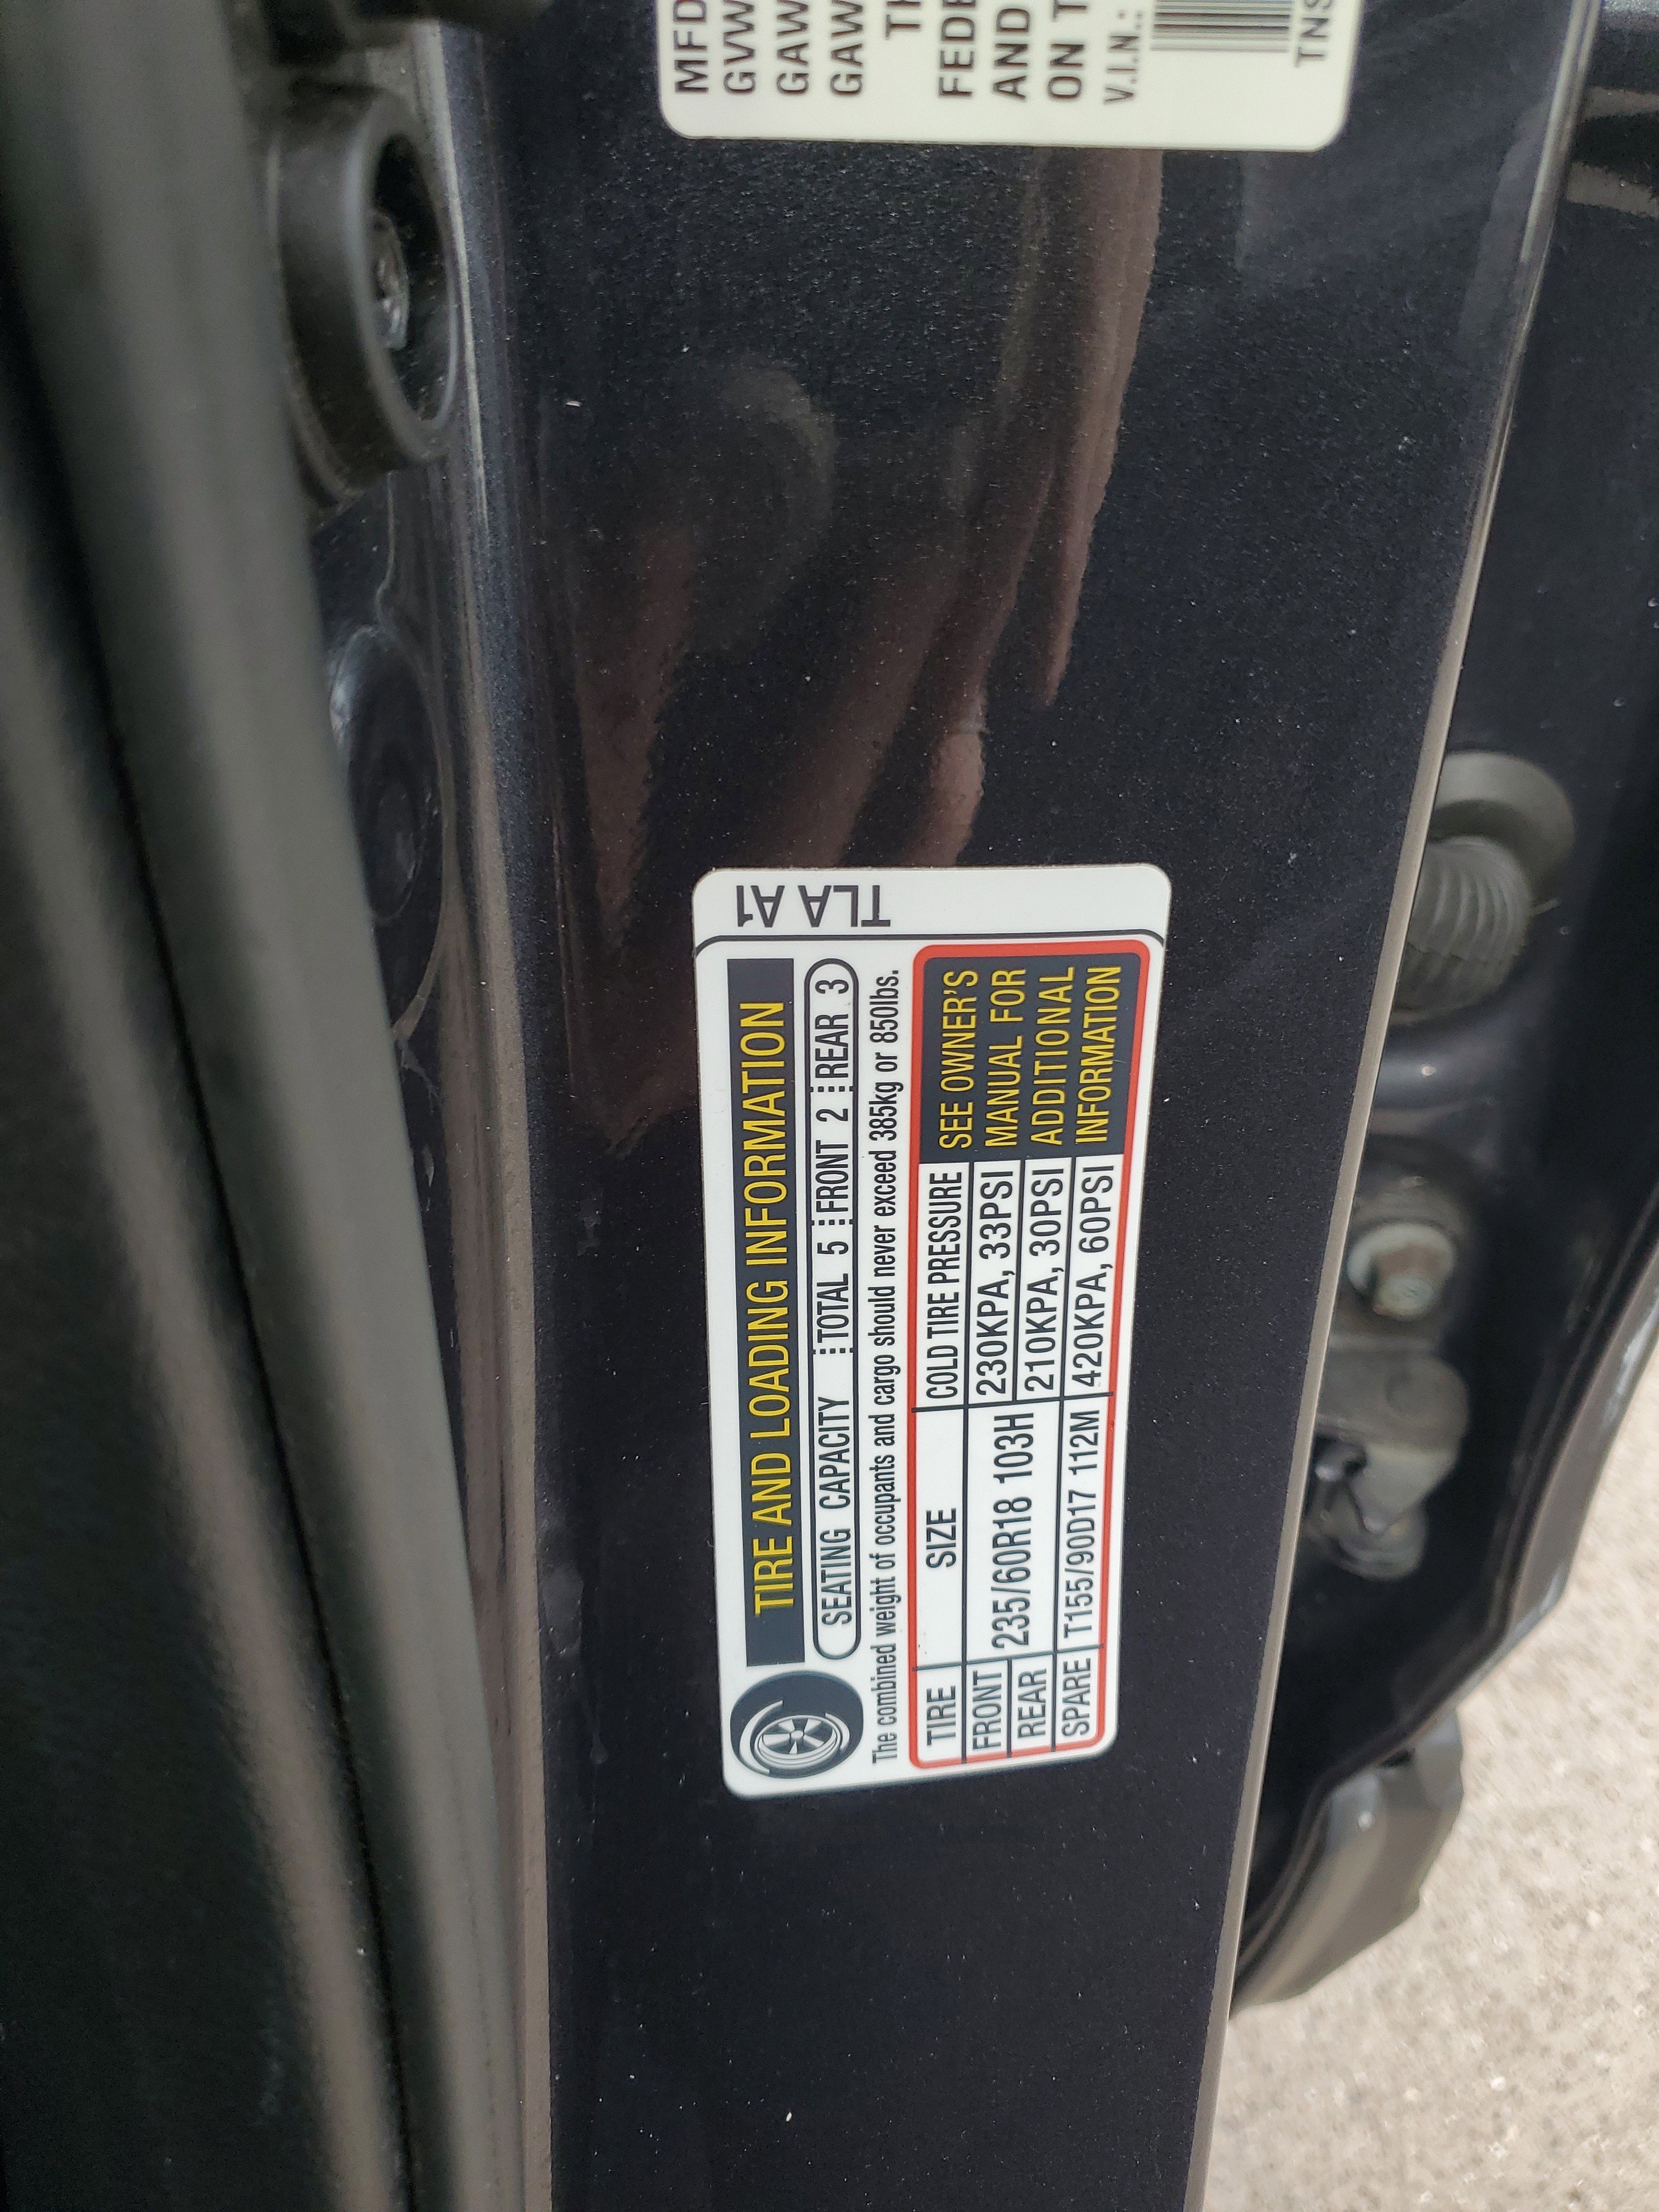 TIRE AND LOADING INFORMATION
SEATING CAPACITY TOTAL 5 FRONT 2 REAR 3
The combined weight of occupants and cargo should never exceed 385kg or 850lbs.
TIRE SIZE COLD TIRE PRESSURE
FRONT 235/60R18 103H 230KPA, 33PSI
REAR 210KPA, 30PSI
SPARE T155/90D17 112M 420KPA, 60PSI
SEE OWNER'S
MANUAL FOR
ADDITIONAL
INFORMATION
TLA A1
MFD
GVW
GAW
GAW
TH
FEDE
AND
ON T
V.I.N.:
TNS